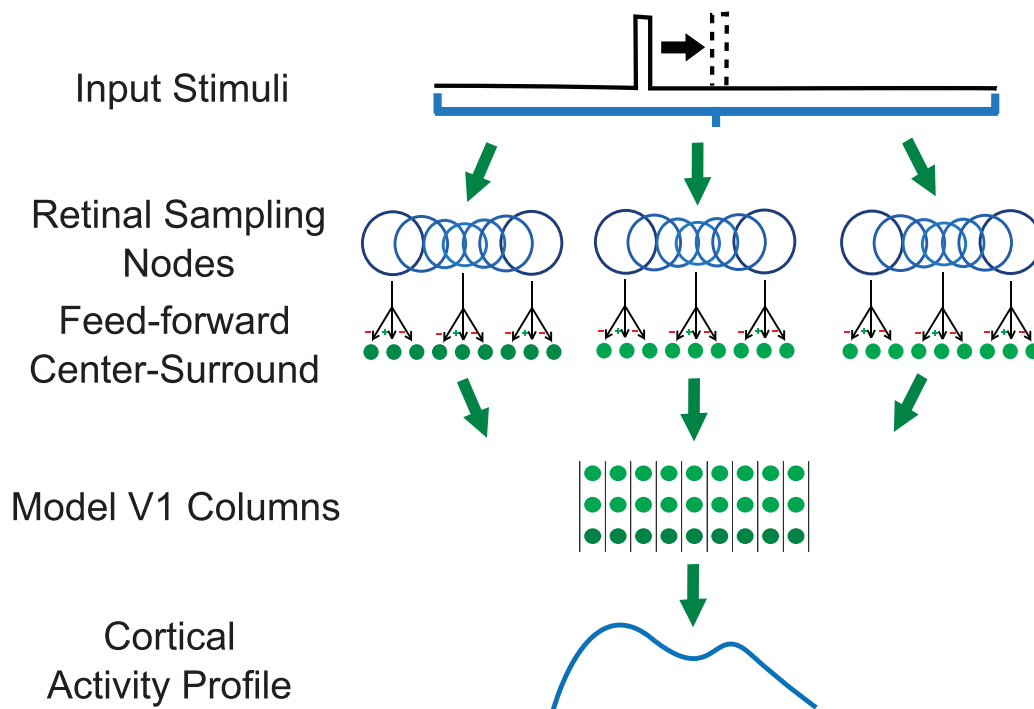 Input Stimuli
Retinal Sampling
Nodes
Feed-forward
Center-Surround
- + - - + - - + - - + - - + - - + - - + - - + - - + -
Model V1 Columns
Cortical
Activity Profile